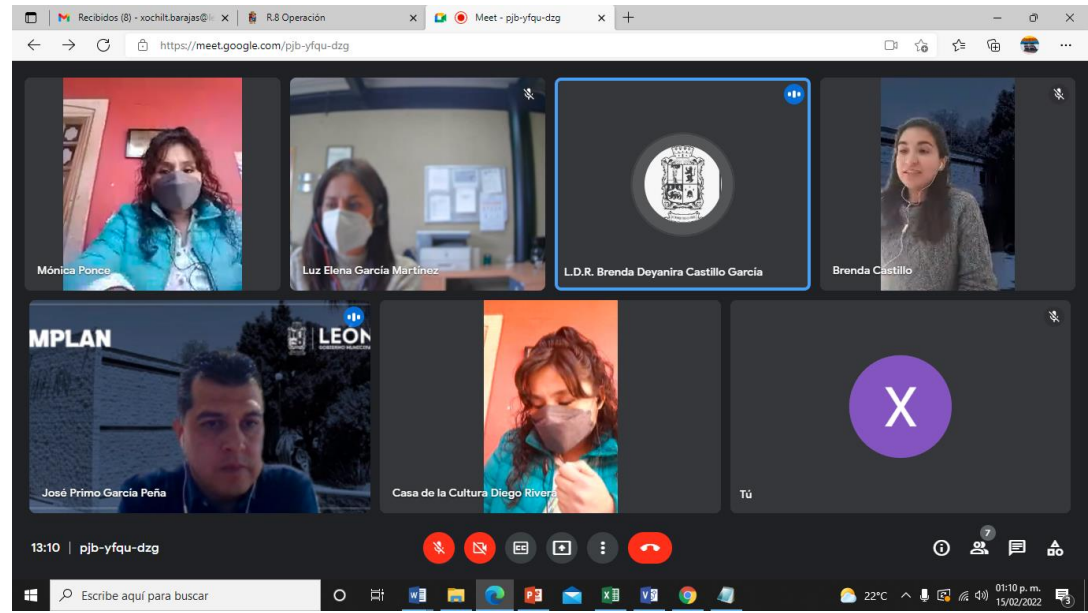 Recibidos (8) - xochilt.barajas@
R.8 Operación
Meet - pjb-yfqu-dzg
https://meet.google.com/pjb-yfqu-dzg
Mónica Ponce
Luz Elena García Martínez
L.D.R. Brenda Deyanira Castillo García
Brenda Castillo
MPLAN
LEON
José Primo García Peña
Casa de la Cultura Diego Rivera
X
Tú
13:10 | pjb-yfqu-dzg
CC
7
Escribe aquí para buscar
22°C
01:10 p. m.
15/02/2022
3